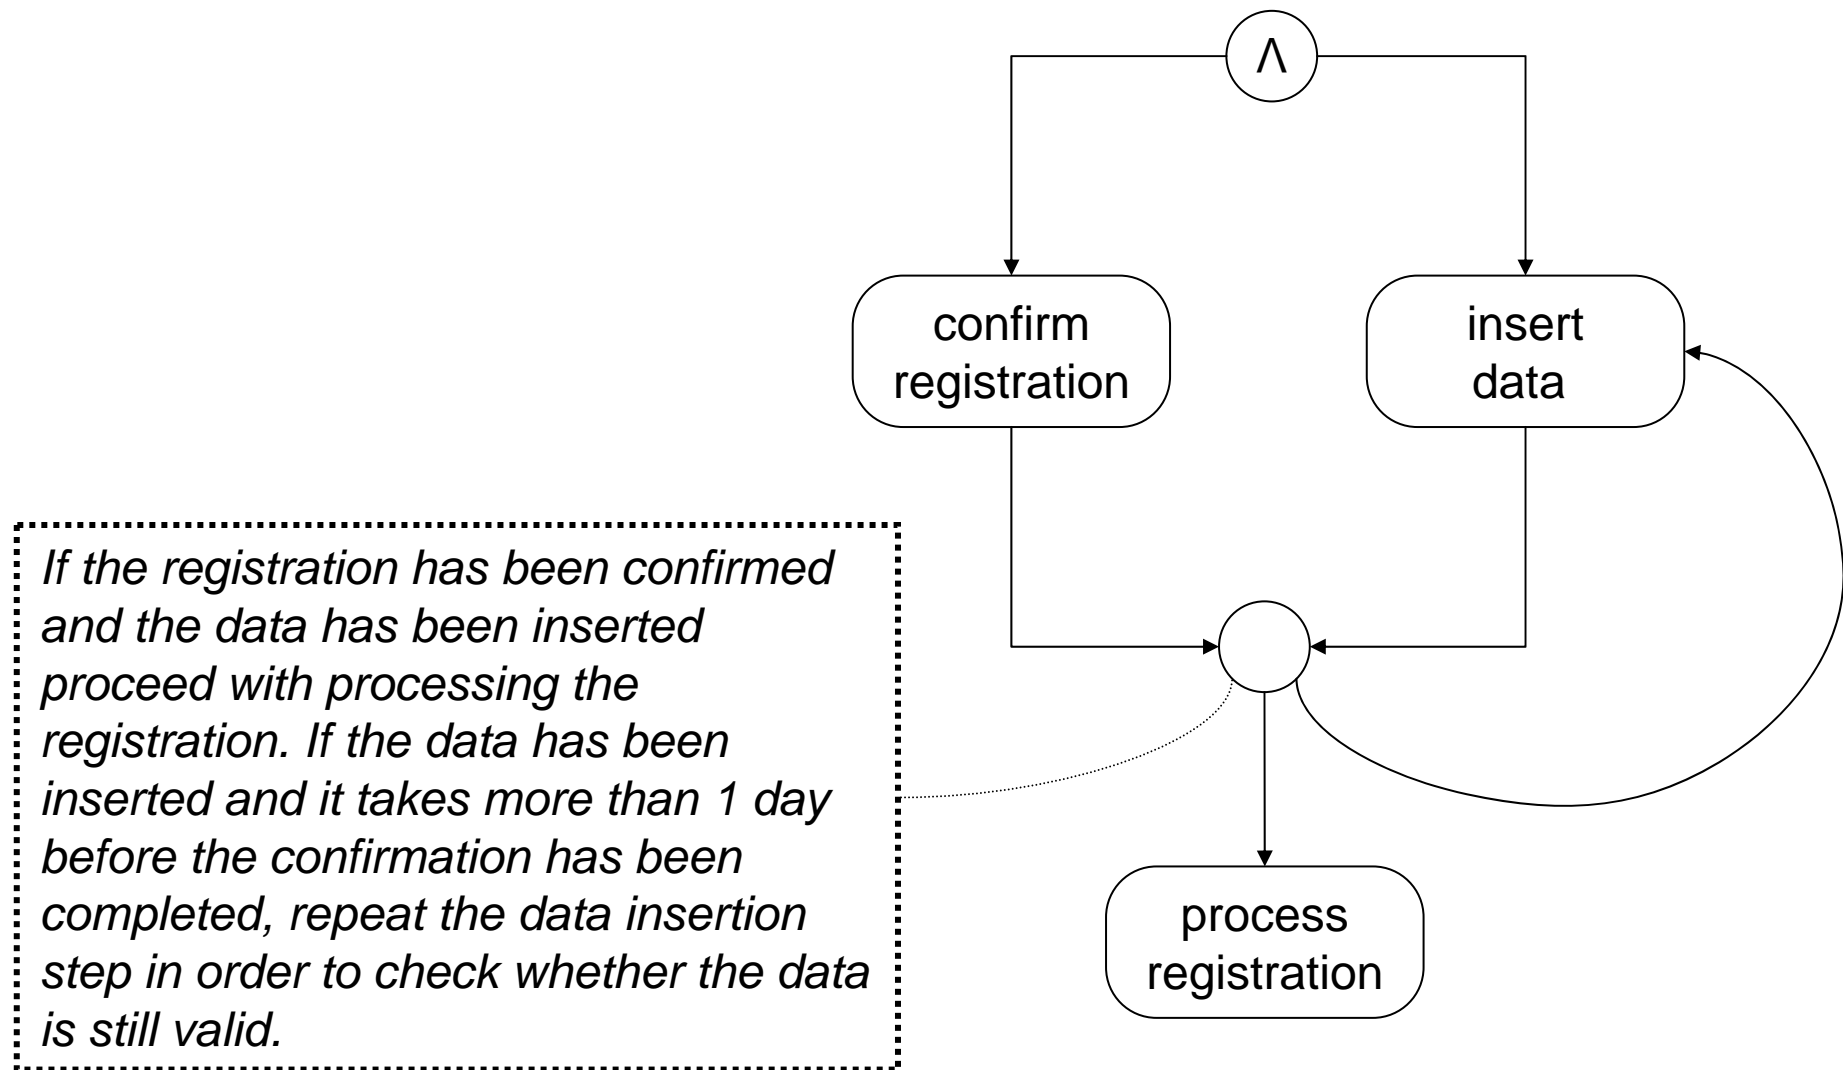 Λ
confirm
registration
insert
data
If the registration has been confirmed
and the data has been inserted
proceed with processing the
registration. If the data has been
inserted and it takes more than 1 day
before the confirmation has been
completed, repeat the data insertion
step in order to check whether the data
is still valid.
process
registration